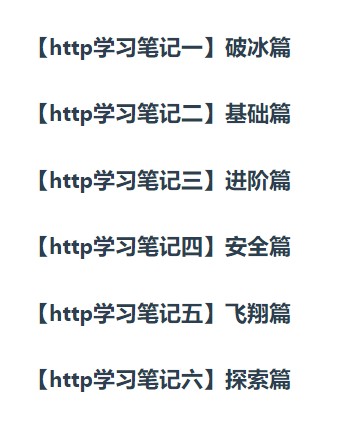 【http学习笔记一】破冰篇
【http学习笔记二】基础篇
【http学习笔记三】进阶篇
【http学习笔记四】安全篇
【http学习笔记五】飞翔篇
【http学习笔记六】探索篇